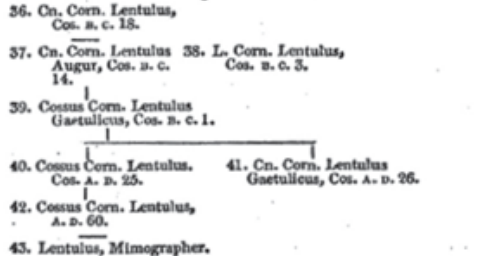 36. Cn. Corn. Lentulus,
Cos. B. C. 18.
37. Cn. Corn. Lentulus 38. L. Corn. Lentulus,
Augur, Cos. B. C. Cos. B. C. 3.
14.
39. Cossus Corn. Lentulus
Gaetulicus, Cos. B. C. 1.
40. Cossus Corn. Lentulus. 41. Cn. Corn. Lentulus
Cos. A. D. 25. Gaetulicus, Cos. A. D. 26.
42. Cossus Corn. Lentulus,
A. D. 60.
43. Lentulus, Mimographer.